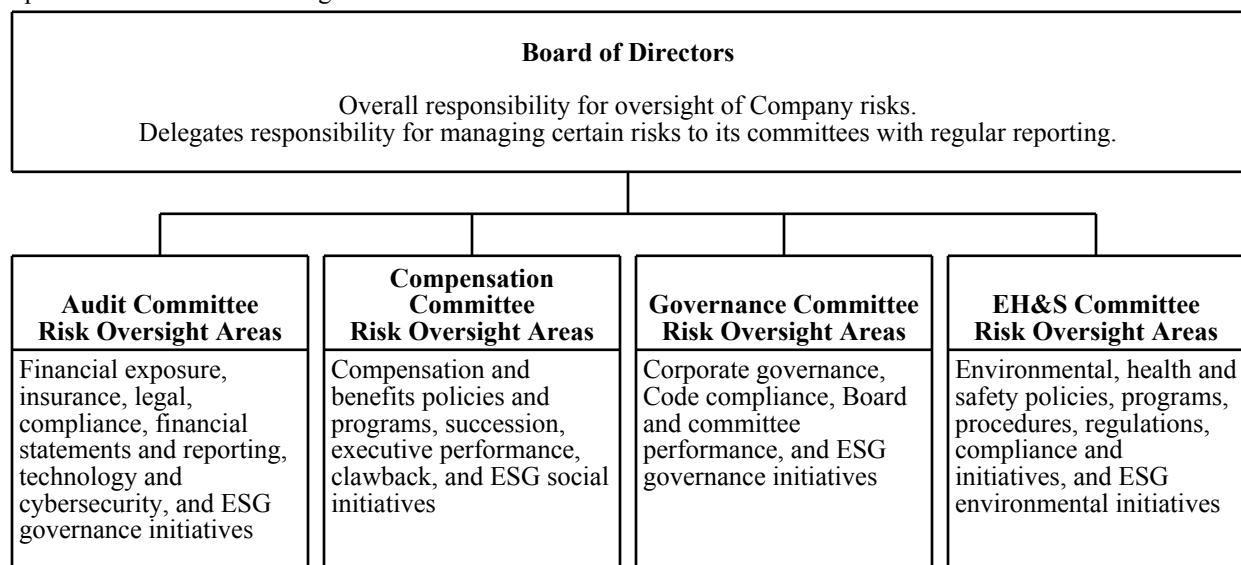 Board of Directors
Overall responsibility for oversight of Company risks.
Delegates responsibility for managing certain risks to its committees with regular reporting.
Audit Committee
Risk Oversight Areas
Financial exposure,
insurance, legal,
compliance, financial
statements and reporting,
technology and
cybersecurity, and ESG
governance initiatives
Compensation
Committee
Risk Oversight Areas
Compensation and
benefits policies and
programs, succession,
executive performance,
clawback, and ESG social
initiatives
Governance Committee
Risk Oversight Areas
Corporate governance,
Code compliance, Board
and committee
performance, and ESG
governance initiatives
EH&S Committee
Risk Oversight Areas
Environmental, health and
safety policies, programs,
procedures, regulations,
compliance and
initiatives, and ESG
environmental initiatives